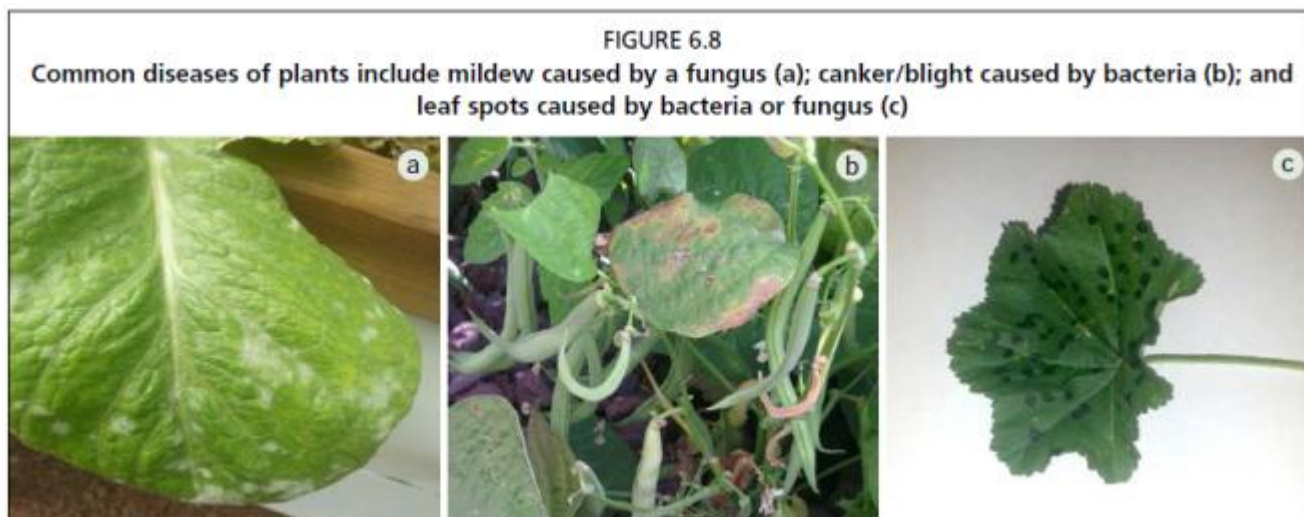 FIGURE 6.8
Common diseases of plants include mildew caused by a fungus (a); canker/blight caused by bacteria (b); and
leaf spots caused by bacteria or fungus (c)
a
b
c